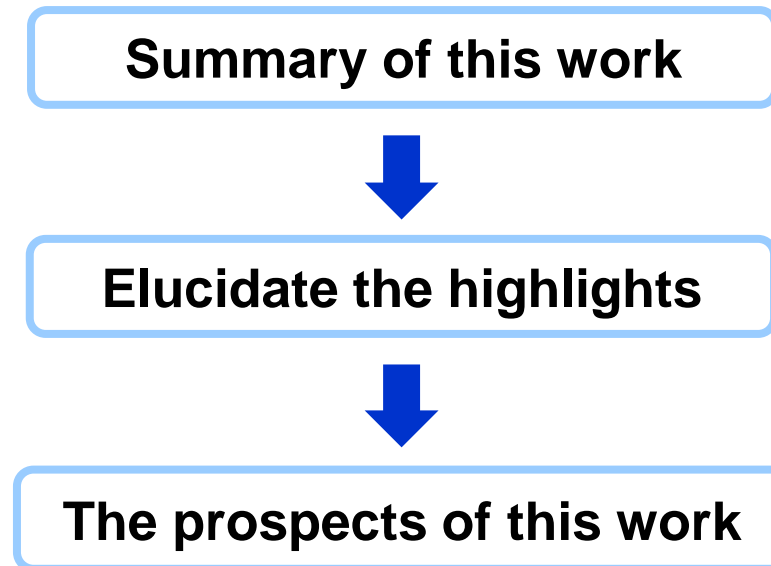 Summary of this work
Elucidate the highlights
The prospects of this work